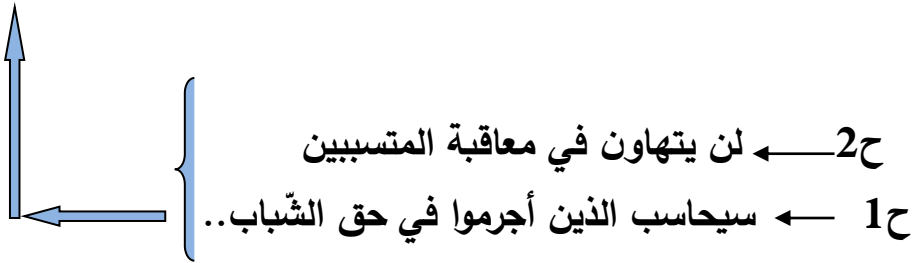 ح2 لن يتهاون في معاقبة المتسببين
ح1 سيحاسب الذين أجرموا في حق الشّباب..